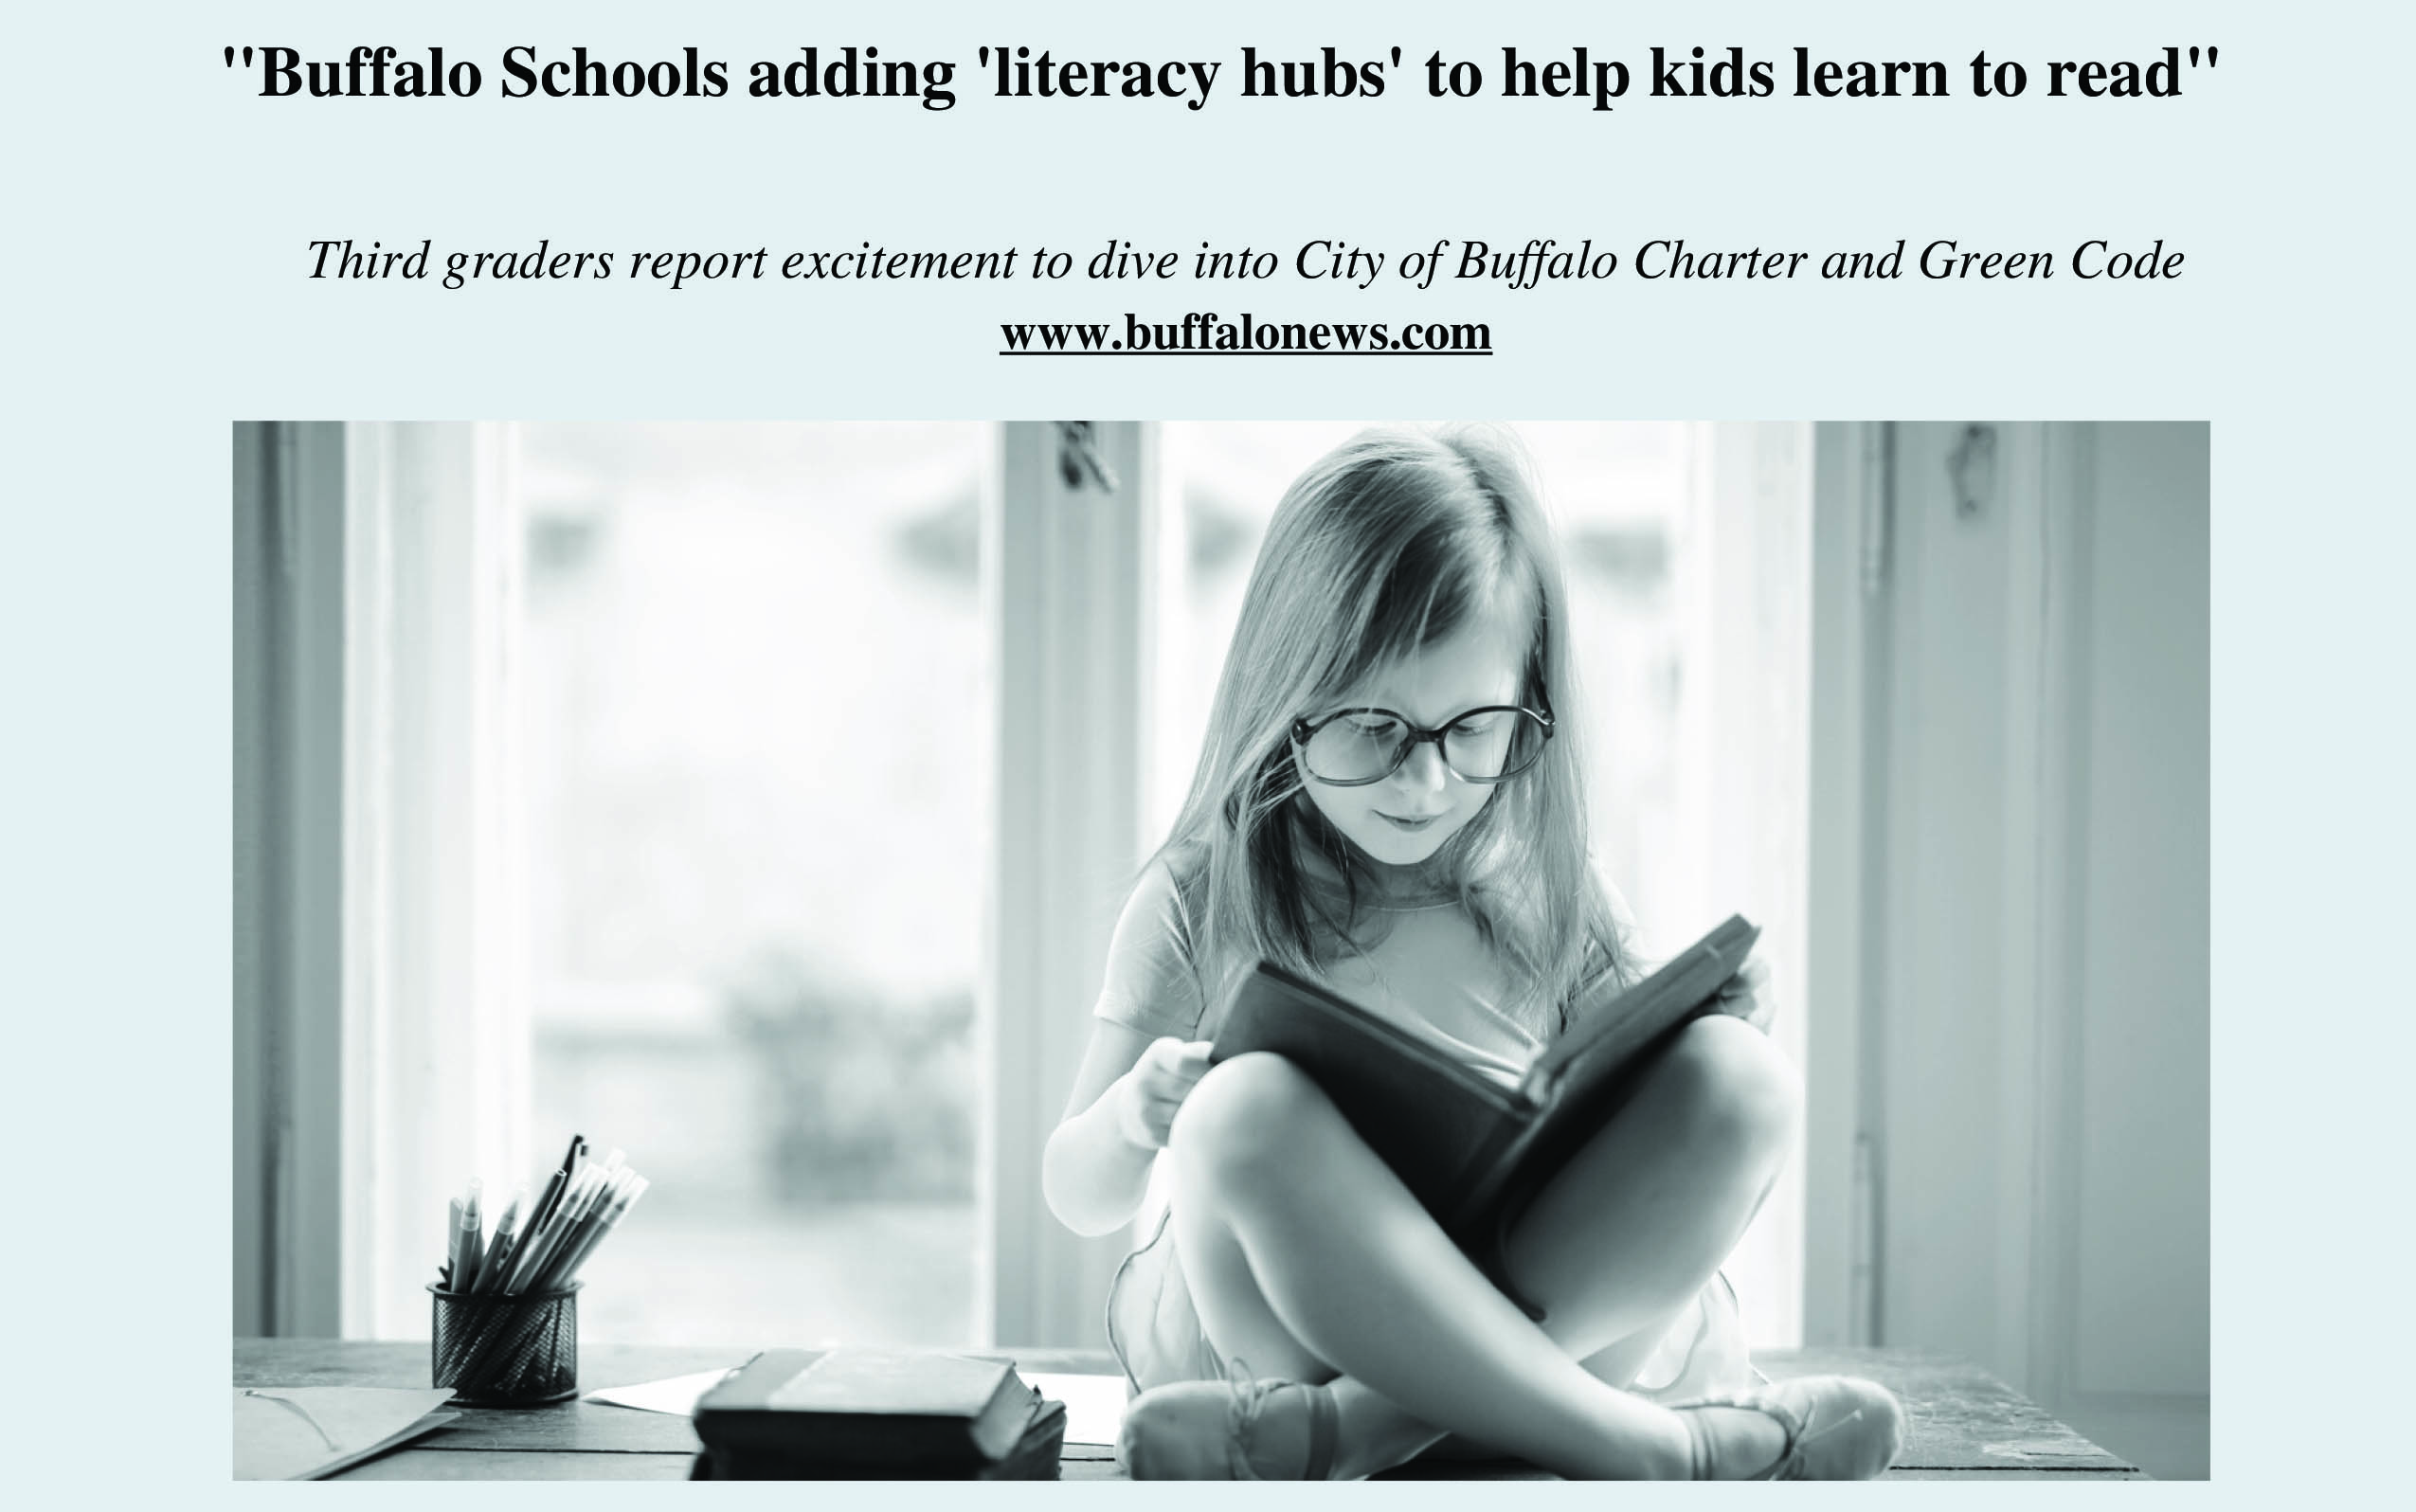 "Buffalo Schools adding 'literacy hubs' to help kids learn to read"
Third graders report excitement to dive into City of Buffalo Charter and Green Code
www.buffalonews.com